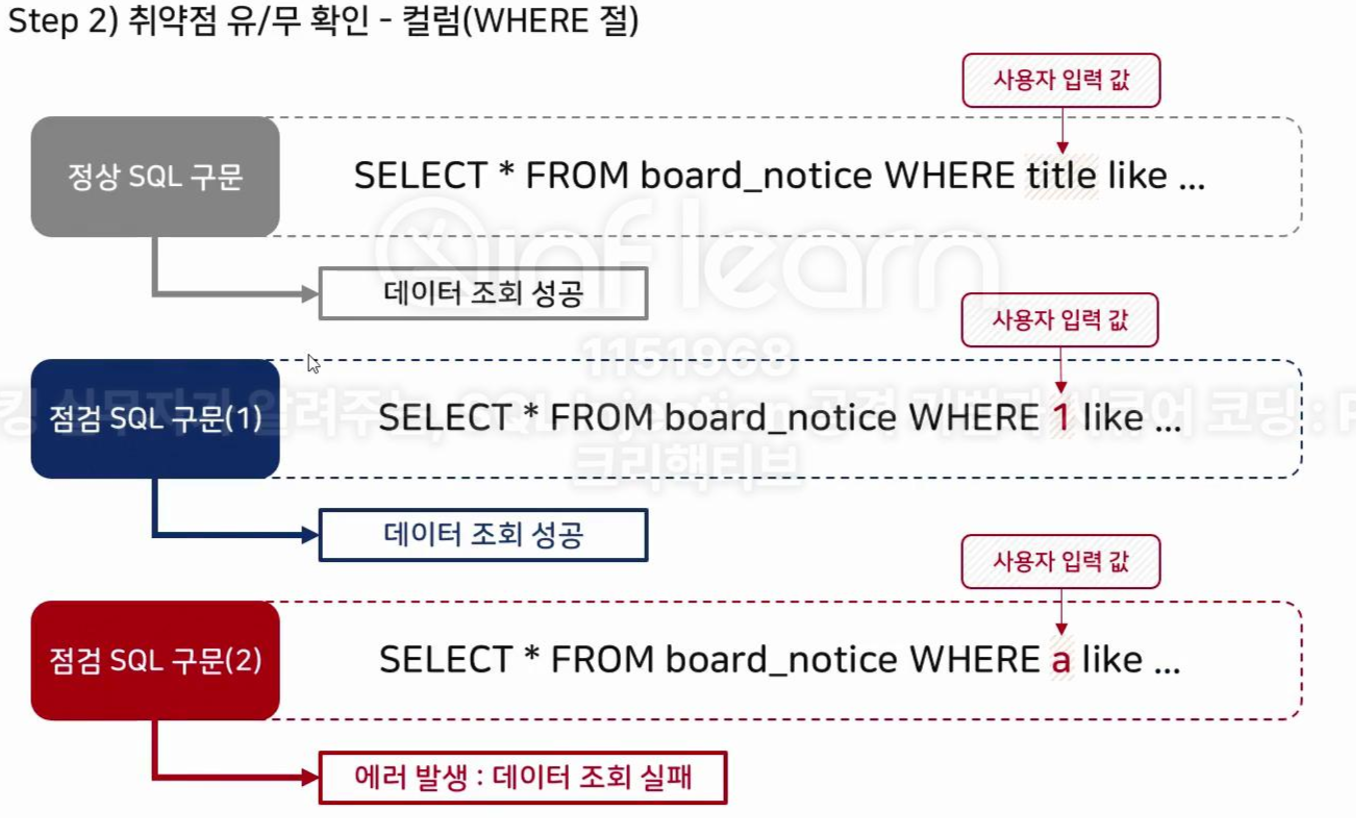 Step 2) 취약점 유/무 확인 - 컬럼(WHERE 절)
사용자 입력 값
정상 SQL 구문
SELECT * FROM board_notice WHERE title like ...
inflearn
데이터 조회 성공
사용자 입력 값
1151968
점검 SQL 구문(1)
SELECT * FROM board_notice WHERE 1 like ...
킹 실무자가 알려주는, SQL Injection 공격 기법과 시큐어 코딩 : P
크리핵티브
데이터 조회 성공
사용자 입력 값
점검 SQL 구문(2)
SELECT * FROM board_notice WHERE a like ...
에러 발생 : 데이터 조회 실패